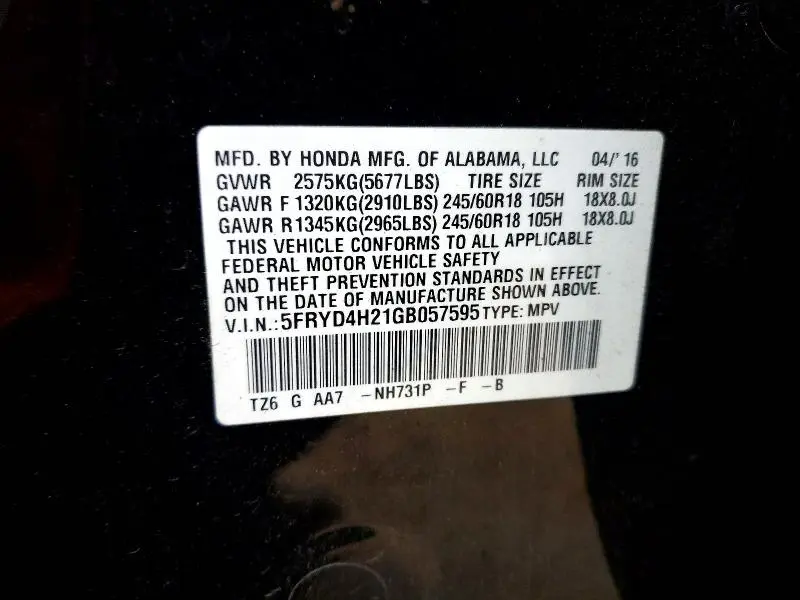 MFD. BY HONDA MFG. OF ALABAMA, LLC 04/'16
GVWR 2575KG(5677LBS) TIRE SIZE RIM SIZE
GAWR F 1320KG(2910LBS) 245/60R18 105H 18X8.0J
GAWR R 1345KG(2965LBS) 245/60R18 105H 18X8.0J
THIS VEHICLE CONFORMS TO ALL APPLICABLE
FEDERAL MOTOR VEHICLE SAFETY
AND THEFT PREVENTION STANDARDS IN EFFECT
ON THE DATE OF MANUFACTURE SHOWN ABOVE.
V.I.N.: 5FRYD4H21GB057595 TYPE: MPV
TZ6 G AA7 -NH731P -F -B